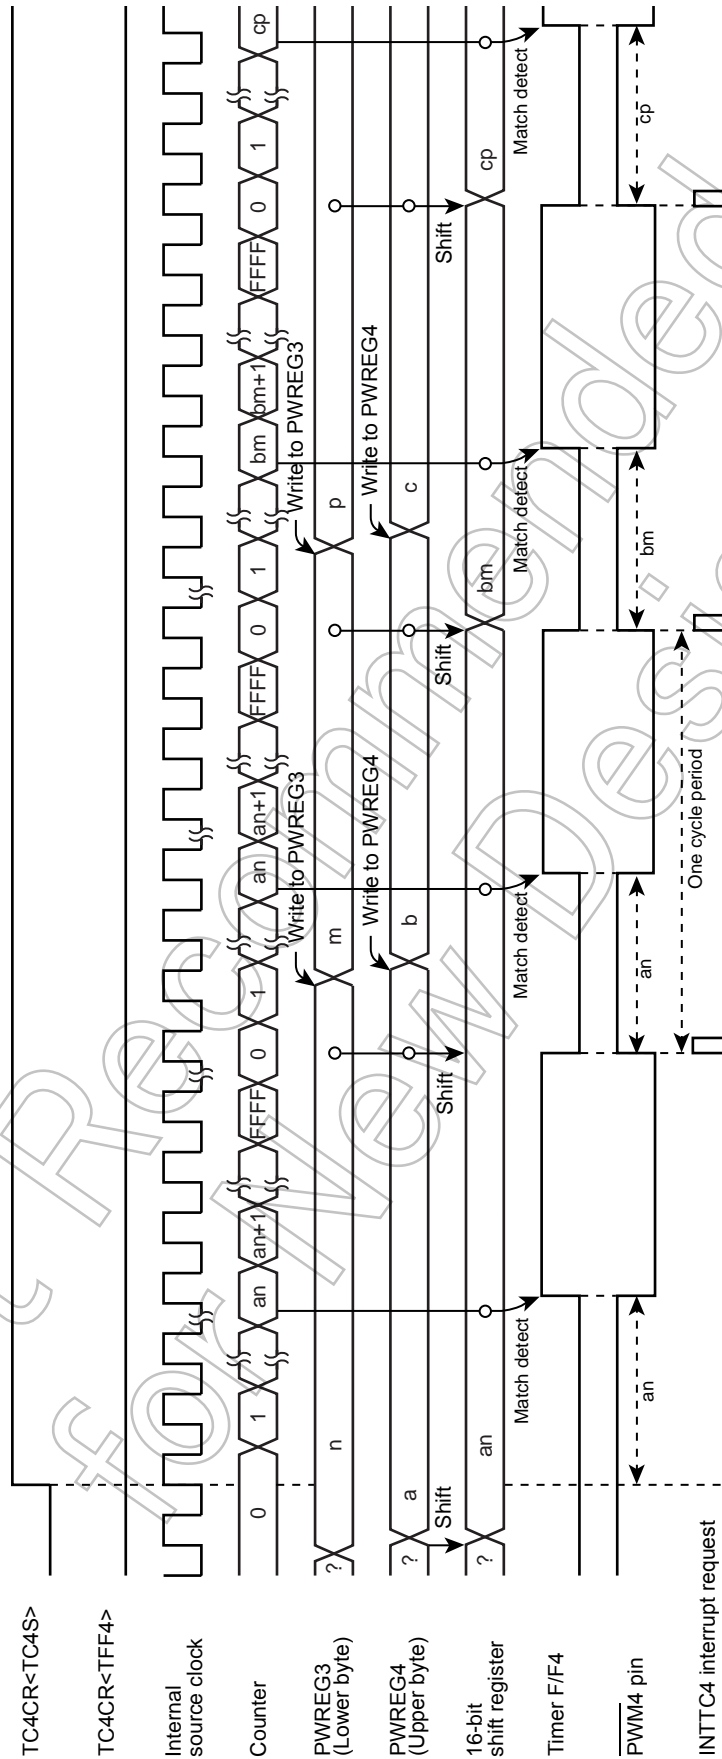 TC4CR<TC4S>
TC4CR<TFF4>
Internal
source clock
Counter
0 1 an an+1 FFFF 0 1 an an+1 FFFF 0 1 bm bm+1 FFFF 0 1 cp
Write to PWREG3 Write to PWREG3
PWREG3
(Lower byte)
? n m p
Write to PWREG4 Write to PWREG4
PWREG4
(Upper byte)
? a b c
Shift Shift Shift Shift
16-bit
shift register
? an bm cp
Match detect Match detect Match detect Match detect
Timer F/F4
PWM4 pin
an an bm cp
One cycle period
INTTC4 interrupt request
t Recommended
for New Desi